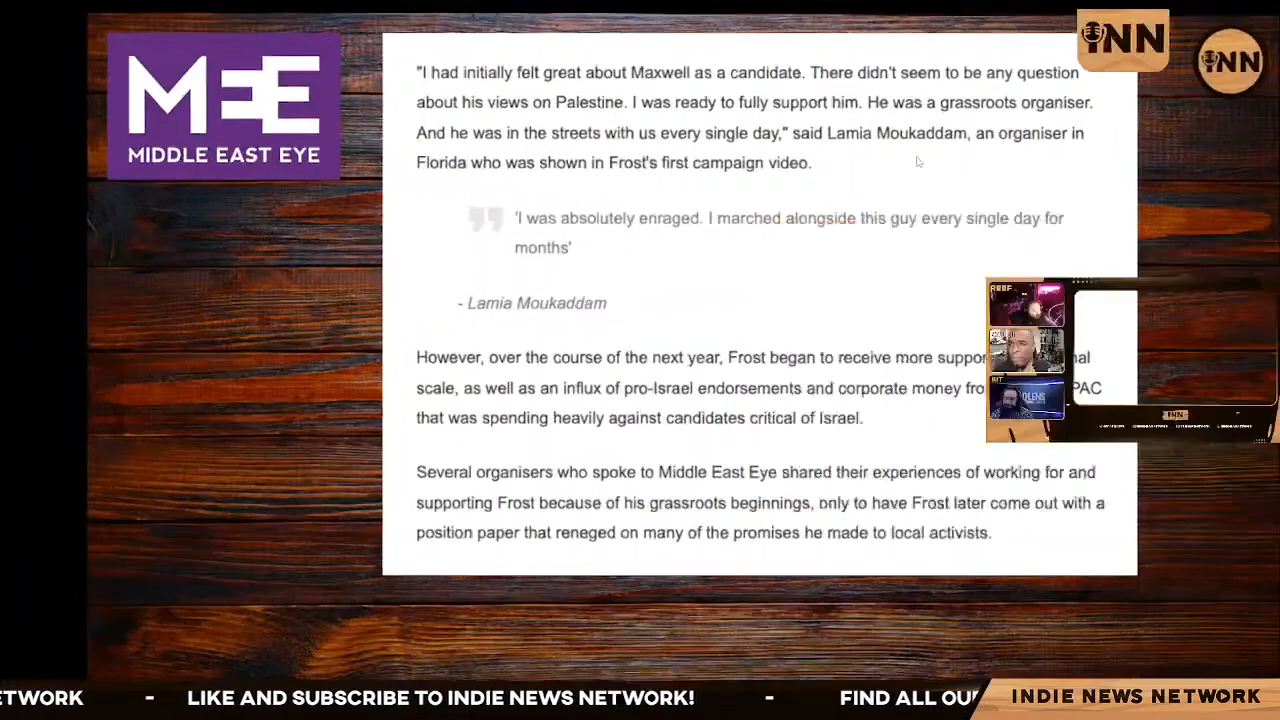 MEE
MIDDLE EAST EYE
iNN
iNN
"I had initially felt great about Maxwell as a candidate. There didn't seem to be any question
about his views on Palestine. I was ready to fully support him. He was a grassroots organiser.
And he was in the streets with us every single day," said Lamia Moukaddam, an organiser in
Florida who was shown in Frost's first campaign video.
'I was absolutely enraged. I marched alongside this guy every single day for
months'
- Lamia Moukaddam
However, over the course of the next year, Frost began to receive more
scale, as well as an influx of pro-Israel endorsements and corporate money PAC
that was spending heavily against candidates critical of Israel.
Several organisers who spoke to Middle East Eye shared their experiences of working for and
supporting Frost because of his grassroots beginnings, only to have Frost later come out with a
position paper that reneged on many of the promises he made to local activists.
REEF
INN
ETWORK - LIKE AND SUBSCRIBE TO INDIE NEWS NETWORK! - FIND ALL OU
INDIE NEWS NETWORK